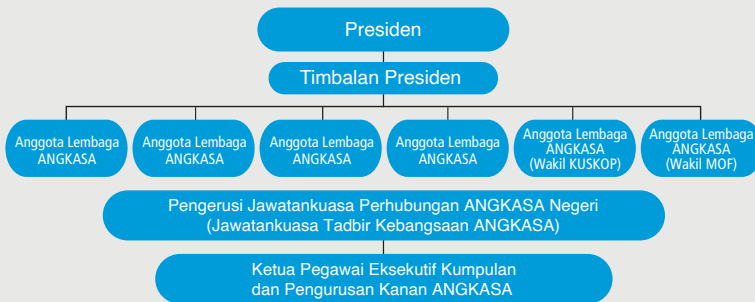 Presiden
Timbalan Presiden
Anggota Lembaga
ANGKASA
Anggota Lembaga
ANGKASA
Anggota Lembaga
ANGKASA
Anggota Lembaga
ANGKASA
Anggota Lembaga
ANGKASA
(Wakil KUSKOP)
Anggota Lembaga
ANGKASA
(Wakil MOF)
Pengerusi Jawatankuasa Perhubungan ANGKASA Negeri
(Jawatankuasa Tadbir Kebangsaan ANGKASA)
Ketua Pegawai Eksekutif Kumpulan
dan Pengurusan Kanan ANGKASA